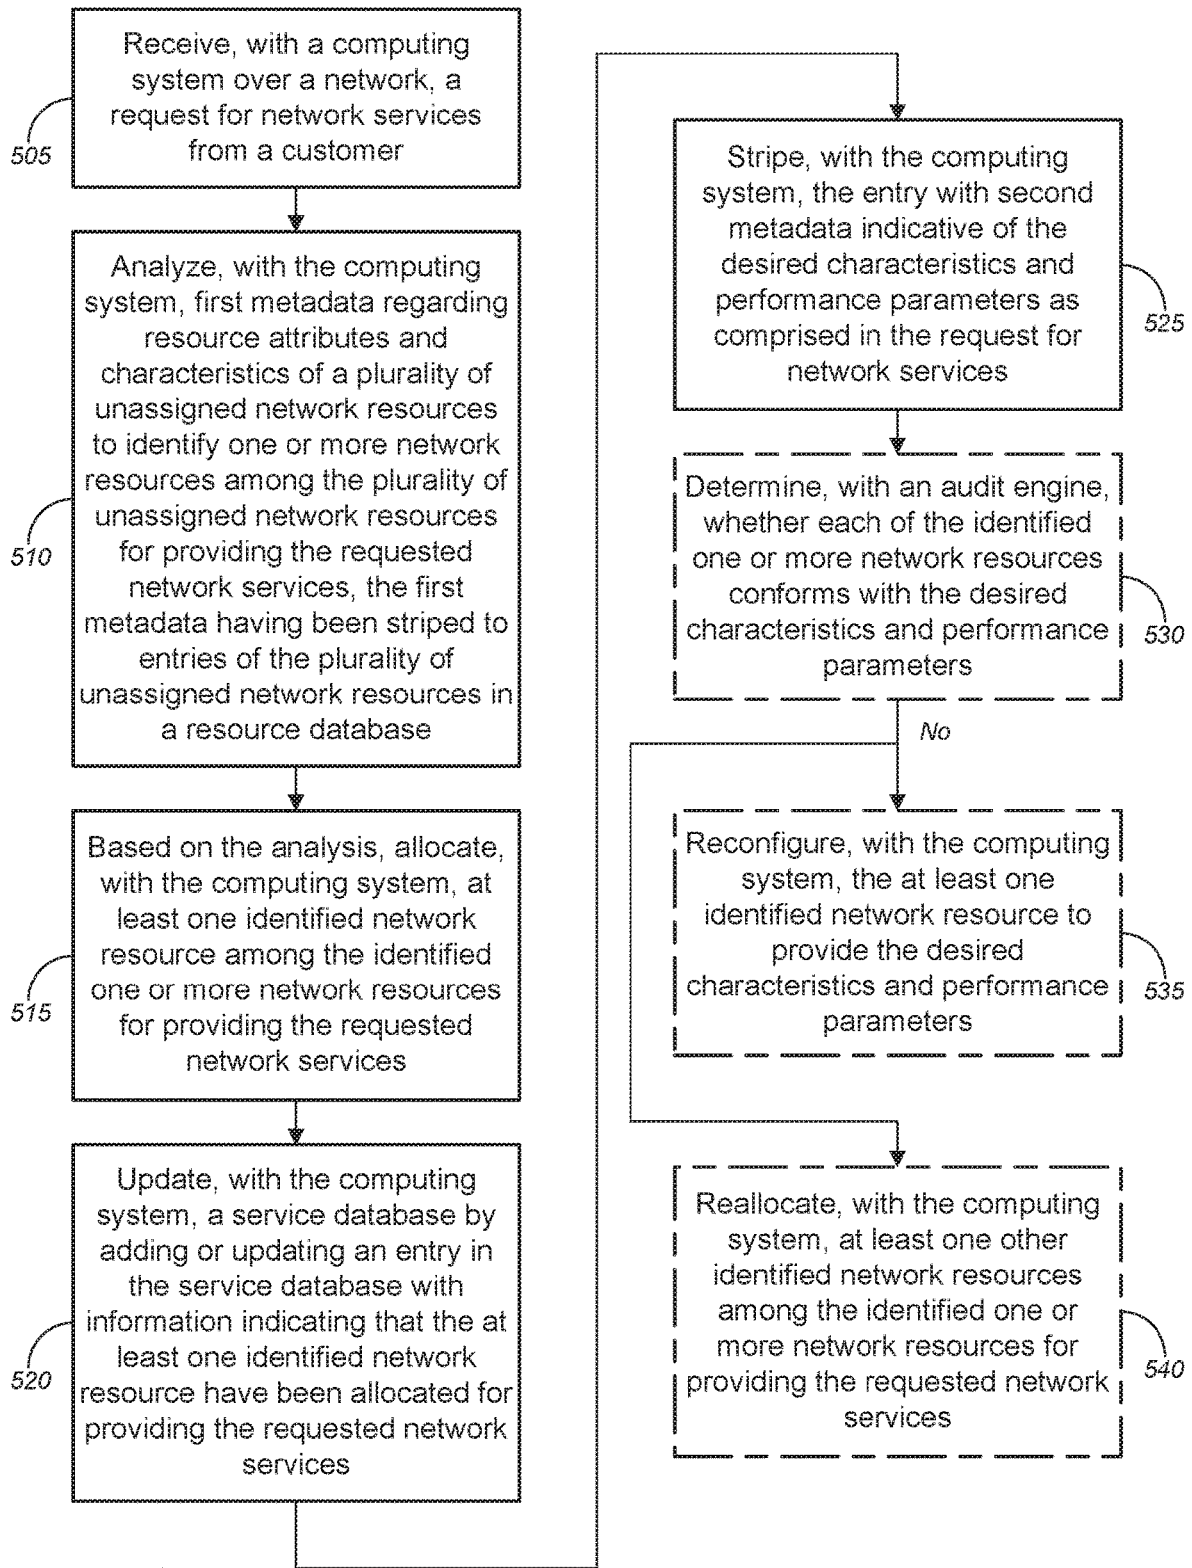 Receive, with a computing
system over a network, a
request for network services
from a customer
505
Analyze, with the computing
system, first metadata regarding
resource attributes and
characteristics of a plurality of
unassigned network resources
to identify one or more network
resources among the plurality of
unassigned network resources
for providing the requested
network services, the first
metadata having been striped to
entries of the plurality of
unassigned network resources in
a resource database
510
Based on the analysis, allocate,
with the computing system, at
least one identified network
resource among the identified
one or more network resources
for providing the requested
network services
515
Update, with the computing
system, a service database by
adding or updating an entry in
the service database with
information indicating that the at
least one identified network
resource have been allocated for
providing the requested network
services
520
Stripe, with the computing
system, the entry with second
metadata indicative of the
desired characteristics and
performance parameters as
comprised in the request for
network services
525
Determine, with an audit engine,
whether each of the identified
one or more network resources
conforms with the desired
characteristics and performance
parameters
530
No
Reconfigure, with the computing
system, the at least one
identified network resource to
provide the desired
characteristics and performance
parameters
535
Reallocate, with the computing
system, at least one other
identified network resources
among the identified one or
more network resources for
providing the requested network
services
540